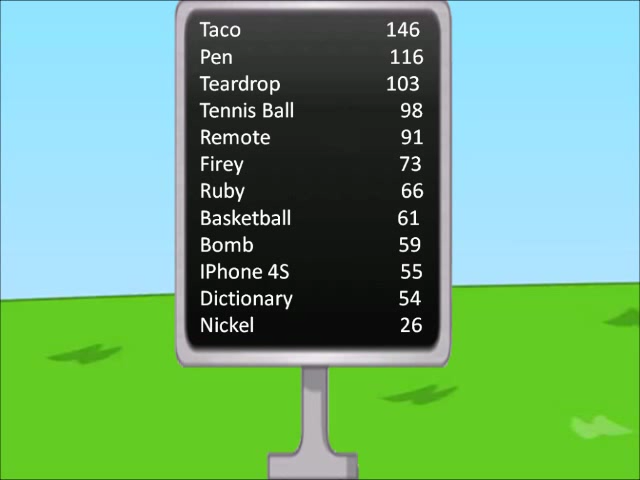 Taco 146
Pen 116
Teardrop 103
Tennis Ball 98
Remote 91
Firey 73
Ruby 66
Basketball 61
Bomb 59
IPhone 4S 55
Dictionary 54
Nickel 26